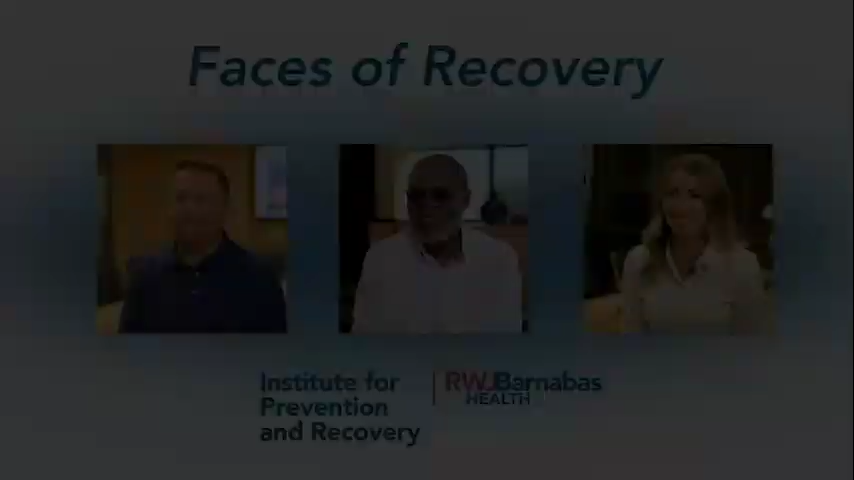 Faces of Recovery
Institute for
Prevention
and Recovery
RWJBarnabas
HEALTH